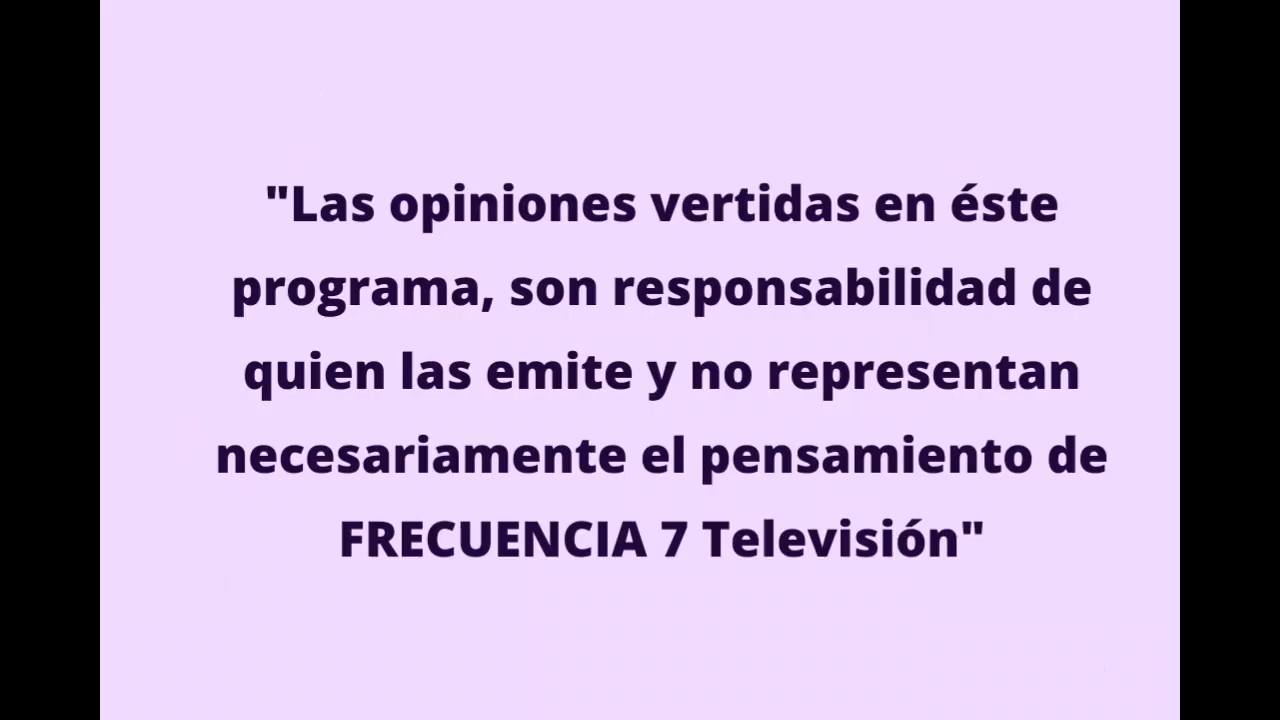 "Las opiniones vertidas en éste
programa, son responsabilidad de
quien las emite y no representan
necesariamente el pensamiento de
FRECUENCIA 7 Televisión"